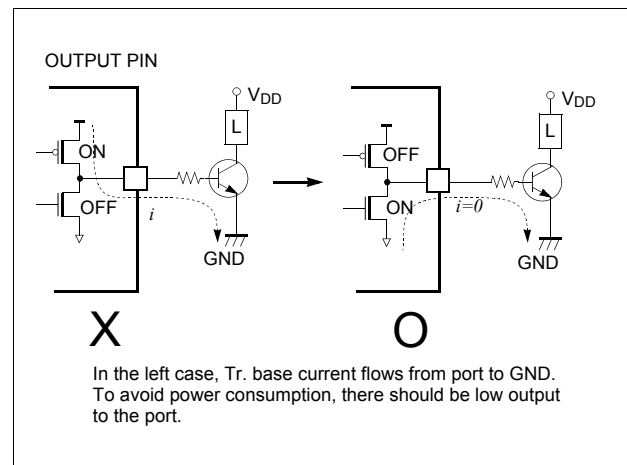 OUTPUT PIN
VDD
L
ON
OFF
i
GND
X
VDD
L
OFF
ON
i=0
GND
O
In the left case, Tr. base current flows from port to GND.
To avoid power consumption, there should be low output
to the port.